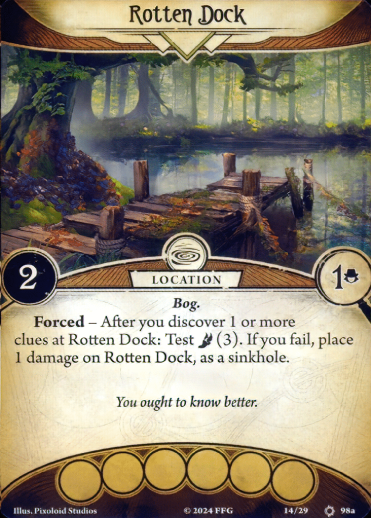 Rotten Dock
2
LOCATION
1
Bog.
Forced – After you discover 1 or more
clues at Rotten Dock: Test (3). If you fail, place
1 damage on Rotten Dock, as a sinkhole.
You ought to know better.
Illus. Pixoloid Studios © 2024 FFG 14/29 98a